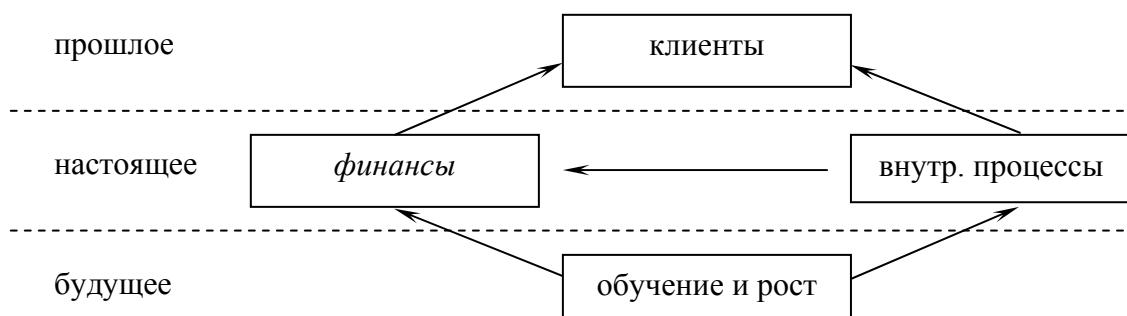 прошлое
клиенты
настоящее
финансы
внутр. процессы
будущее
обучение и рост